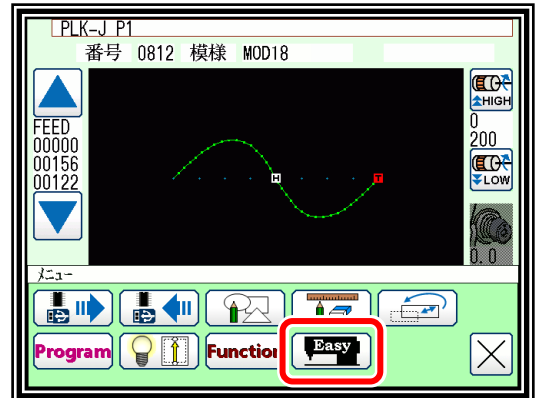 PLK-J P1
番号 0812 模様 MOD18
HIGH
FEED
00000
00156
00122
0
200
LOW
0.0
H
T
メニュー
Program
Function
Easy